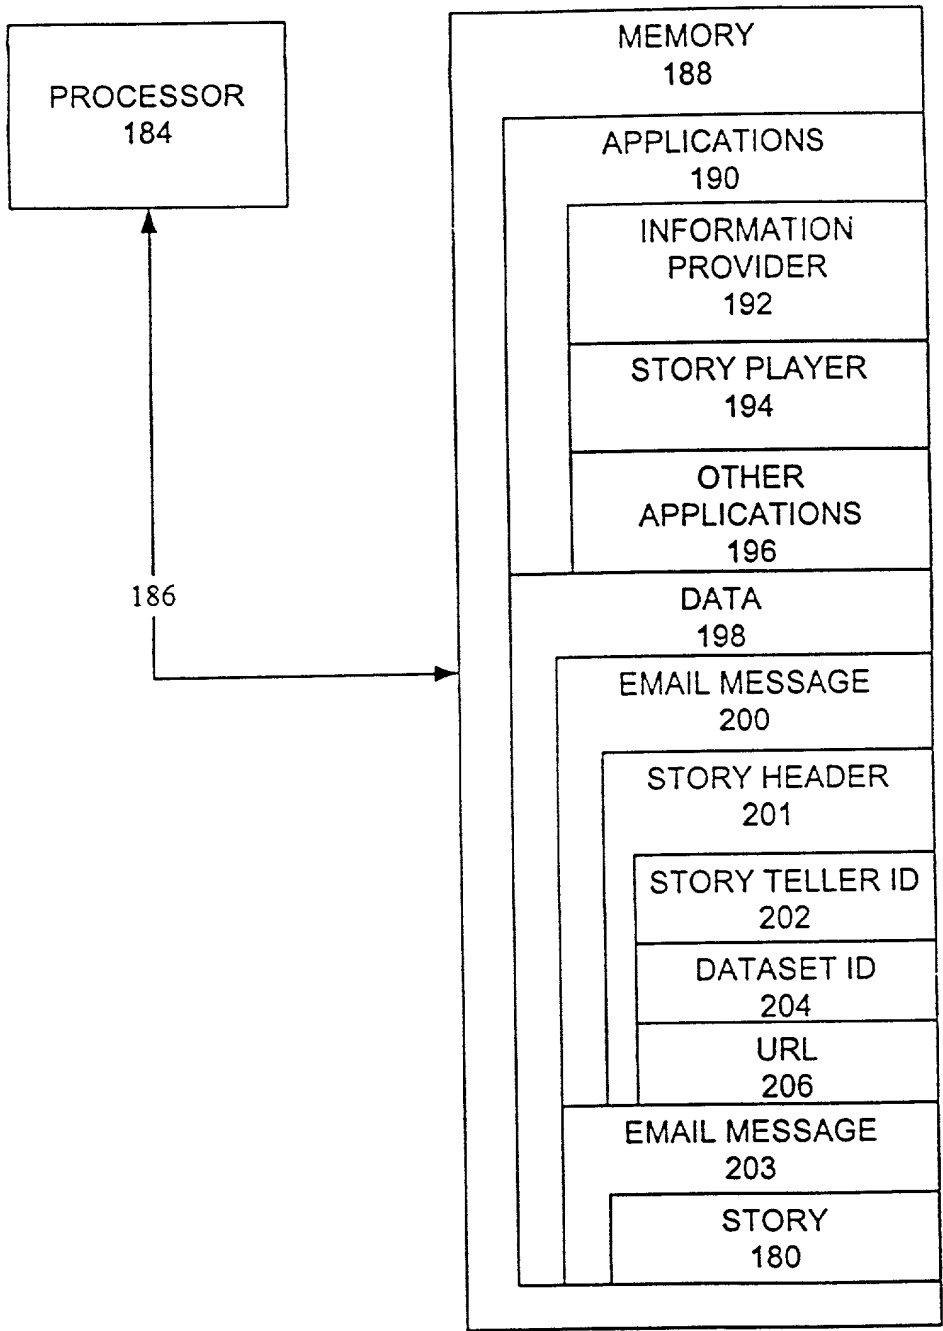 PROCESSOR
184
186
MEMORY
188
APPLICATIONS
190
INFORMATION
PROVIDER
192
STORY PLAYER
194
OTHER
APPLICATIONS
196
DATA
198
EMAIL MESSAGE
200
STORY HEADER
201
STORY TELLER ID
202
DATASET ID
204
URL
206
EMAIL MESSAGE
203
STORY
180